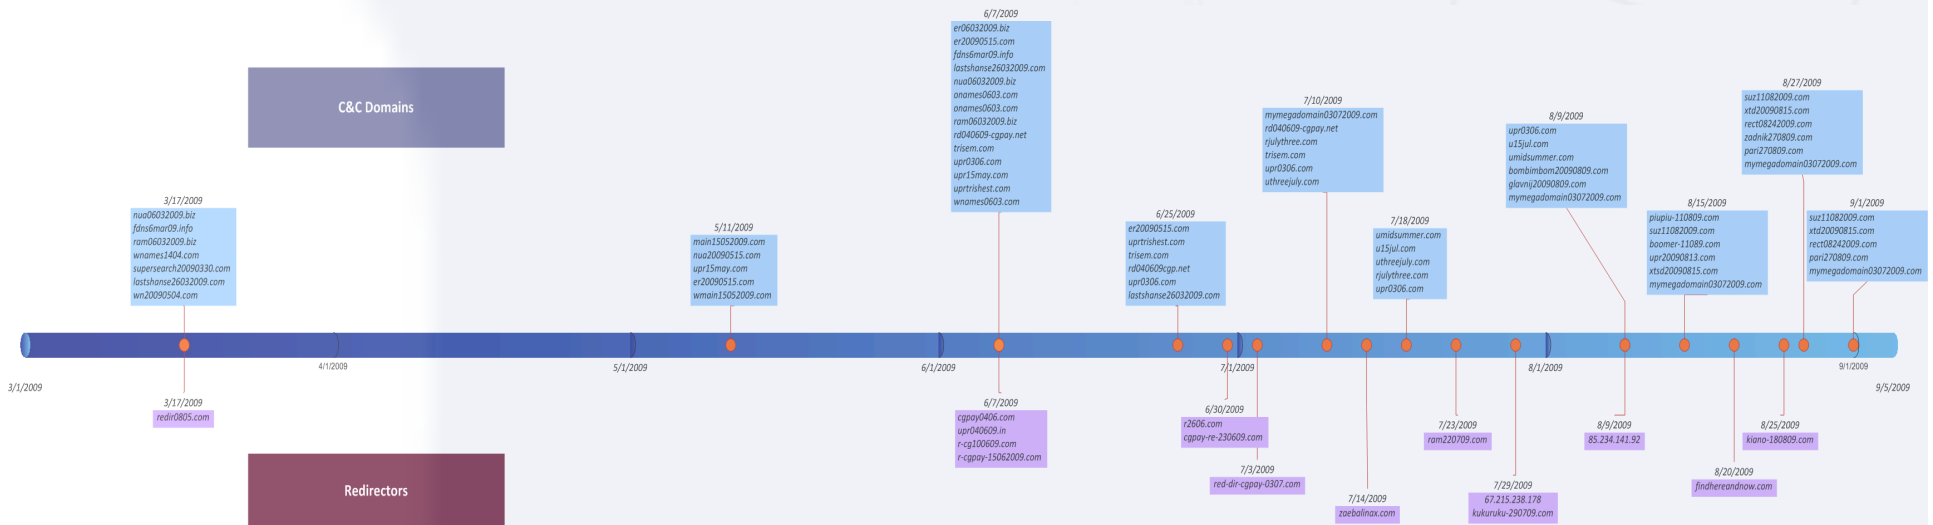 C&C Domains
3/17/2009
nua06032009.biz
fdns6mar09.info
ram06032009.biz
wnames1404.com
supersearch20090330.com
lastshanse26032009.com
wn20090504.com
5/11/2009
main15052009.com
nua20090515.com
upr15may.com
er20090515.com
wmain15052009.com
6/7/2009
er06032009.biz
er20090515.com
fdns6mar09.info
lastshanse26032009.com
nua06032009.biz
onames0603.com
onames0603.com
ram06032009.biz
rd040609-cgpay.net
trisem.com
upr0306.com
upr15may.com
uprtrishest.com
wnames0603.com
6/25/2009
er20090515.com
uprtrishest.com
trisem.com
rd040609cgp.net
upr0306.com
lastshanse26032009.com
7/10/2009
mymegadomain03072009.com
rd040609-cgpay.net
rjulythree.com
trisem.com
upr0306.com
uthreejuly.com
7/18/2009
umidsummer.com
u15jul.com
uthreejuly.com
rjulythree.com
upr0306.com
8/9/2009
upr0306.com
u15jul.com
umidsummer.com
bombimbom20090809.com
glavnij20090809.com
mymegadomain03072009.com
8/15/2009
piupiu-110809.com
suz11082009.com
boomer-11089.com
upr20090813.com
xtsd20090815.com
mymegadomain03072009.com
8/27/2009
suz11082009.com
xtd20090815.com
rect08242009.com
zadnik270809.com
pari270809.com
mymegadomain03072009.com
9/1/2009
suz11082009.com
xtd20090815.com
rect08242009.com
pari270809.com
mymegadomain03072009.com
3/1/2009
4/1/2009
5/1/2009
6/1/2009
7/1/2009
8/1/2009
9/1/2009
9/5/2009
3/17/2009
redir0805.com
6/7/2009
cgpay0406.com
upr040609.in
r-cg100609.com
r-cgpay-15062009.com
6/30/2009
r2606.com
cgpay-re-230609.com
7/3/2009
red-dir-cgpay-0307.com
7/14/2009
zaebalinax.com
7/23/2009
ram220709.com
7/29/2009
67.215.238.178
kukuruku-290709.com
8/9/2009
85.234.141.92
8/20/2009
findhereandnow.com
8/25/2009
kiano-180809.com
Redirectors